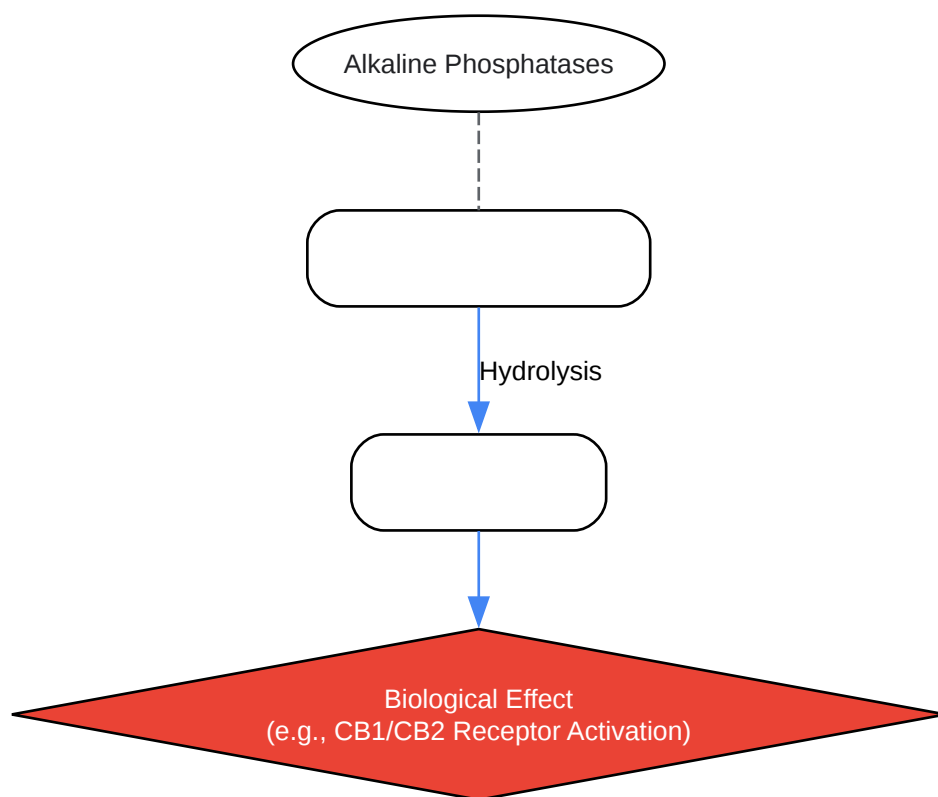 Alkaline Phosphatases
Hydrolysis
Biological Effect
(e.g., CB1/CB2 Receptor Activation)